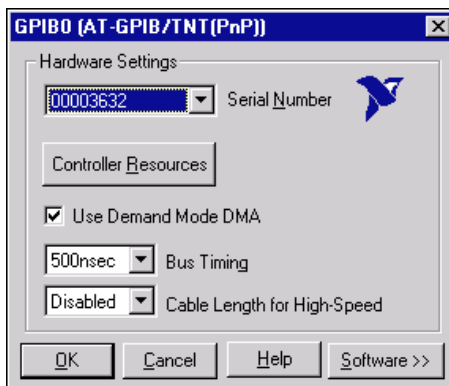 GPIB0 (AT-GPIB/TNT(PnP))
Hardware Settings
00003632 Serial Number
Controller Resources
Use Demand Mode DMA
500nsec Bus Timing
Disabled Cable Length for High-Speed
OK Cancel Help Software >>